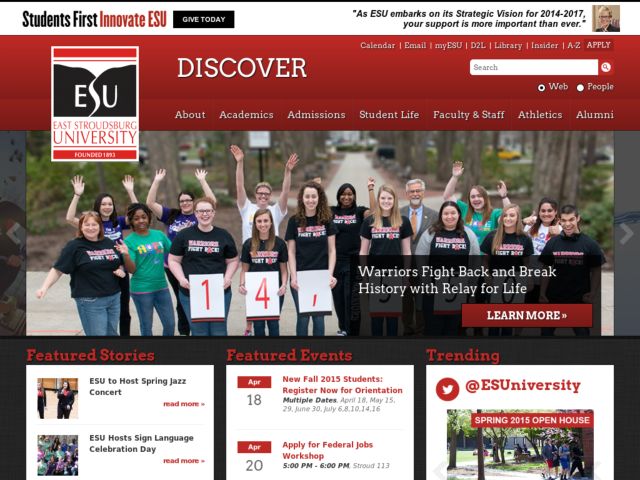 Students First Innovate ESU
GIVE TODAY
"As ESU embarks on its Strategic Vision for 2014-2017,
your support is more important than ever."
Calendar | Email | myESU | D2L | Library | Insider | A-Z APPLY
DISCOVER
Search
Web People
ESU
EAST STROUDSBURG
UNIVERSITY
FOUNDED 1893
About Academics Admissions Student Life Faculty & Staff Athletics Alumni
WARRIORS
FIGHT BACK!
14,
Warriors Fight Back and Break
History with Relay for Life
LEARN MORE »
Featured Stories
ESU to Host Spring Jazz
Concert
read more »
ESU Hosts Sign Language
Celebration Day
read more »
Featured Events
Apr
18
New Fall 2015 Students:
Register Now for Orientation
Multiple Dates, April 18, May 15,
29, June 30, July 6,8,10,14,16
Apr
20
Apply for Federal Jobs
Workshop
5:00 PM - 6:00 PM, Stroud 113
Trending
@ESUniversity
SPRING 2015 OPEN HOUSE